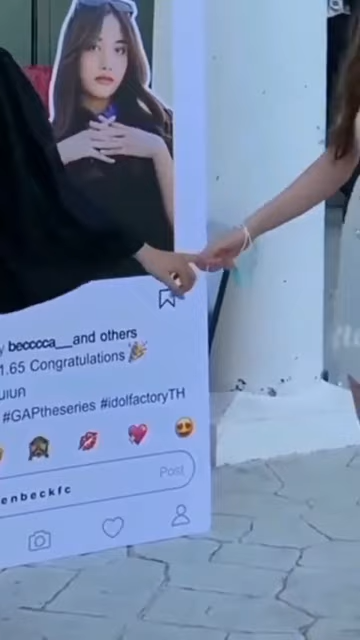 y beccca__and others
1.65 Congratulations 🎉
#GAPtheseries #idolfactoryTH
Post
enbeckfc